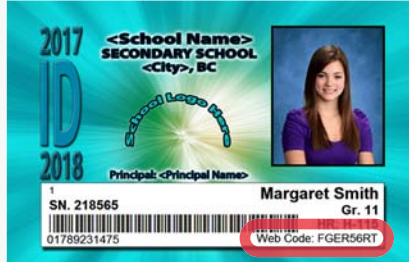 2017
<School Name>
SECONDARY SCHOOL
<City>, BC
ID
School Logo Here
2018
Principal: <Principal Name>
1
Margaret Smith
SN. 218565
Gr. 11
HR. H-115
01789231475
Web Code: FGER56RT